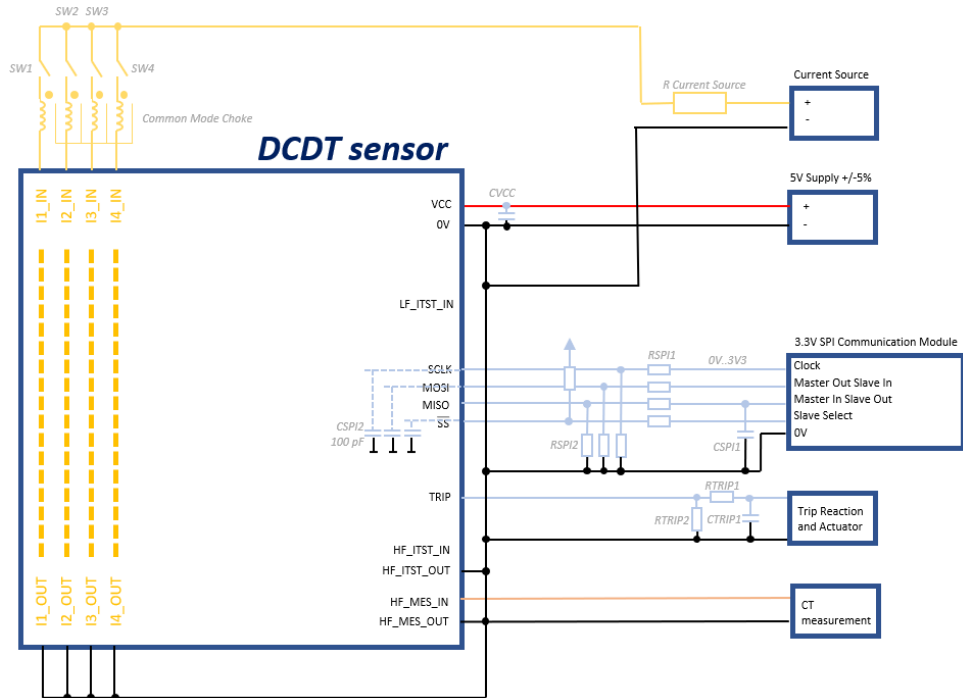 SW2 SW3
SW1
SW4
Common Mode Choke
R Current Source
Current Source
+
-
DCDT sensor
5V Supply +/-5%
+
-
I1_IN
I2_IN
I3_IN
I4_IN
VCC
0V
CVCC
LF_ITST_IN
3.3V SPI Communication Module
SCLK
MOSI
MISO
SS
RSPI1
0V..3V3
Clock
Master Out Slave In
Master In Slave Out
Slave Select
0V
CSPI2
100 pF
RSPI2
CSPI1
TRIP
RTRIP1
RTRIP2
CTRIP1
Trip Reaction
and Actuator
HF_ITST_IN
HF_ITST_OUT
HF_MES_IN
HF_MES_OUT
CT
measurement
I1_OUT
I2_OUT
I3_OUT
I4_OUT